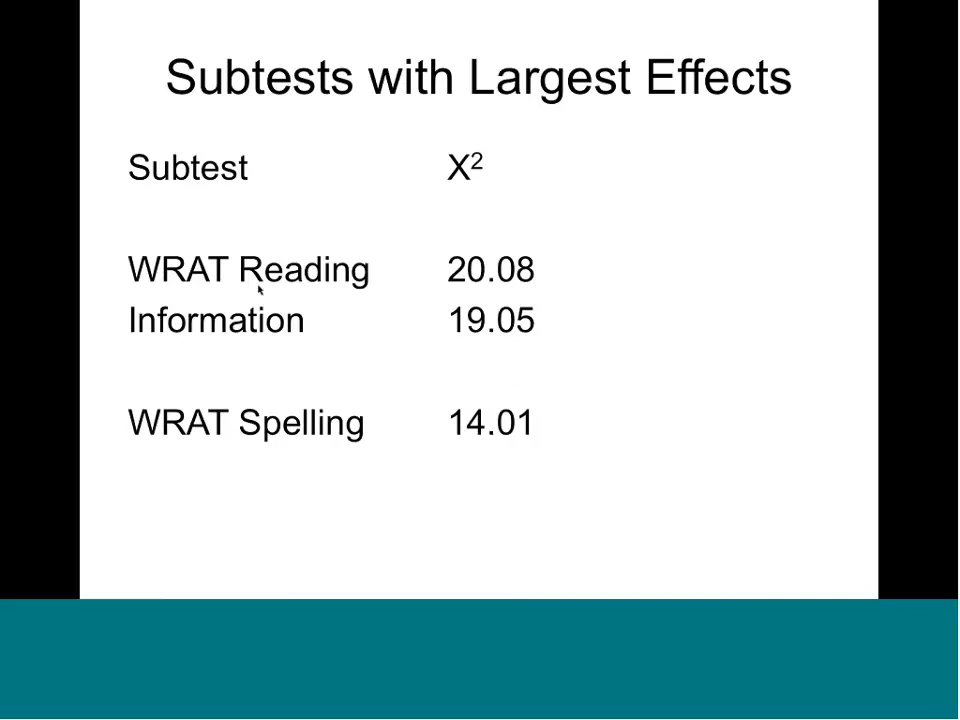 Subtests with Largest Effects
Subtest X²
WRAT Reading 20.08
Information 19.05
WRAT Spelling 14.01